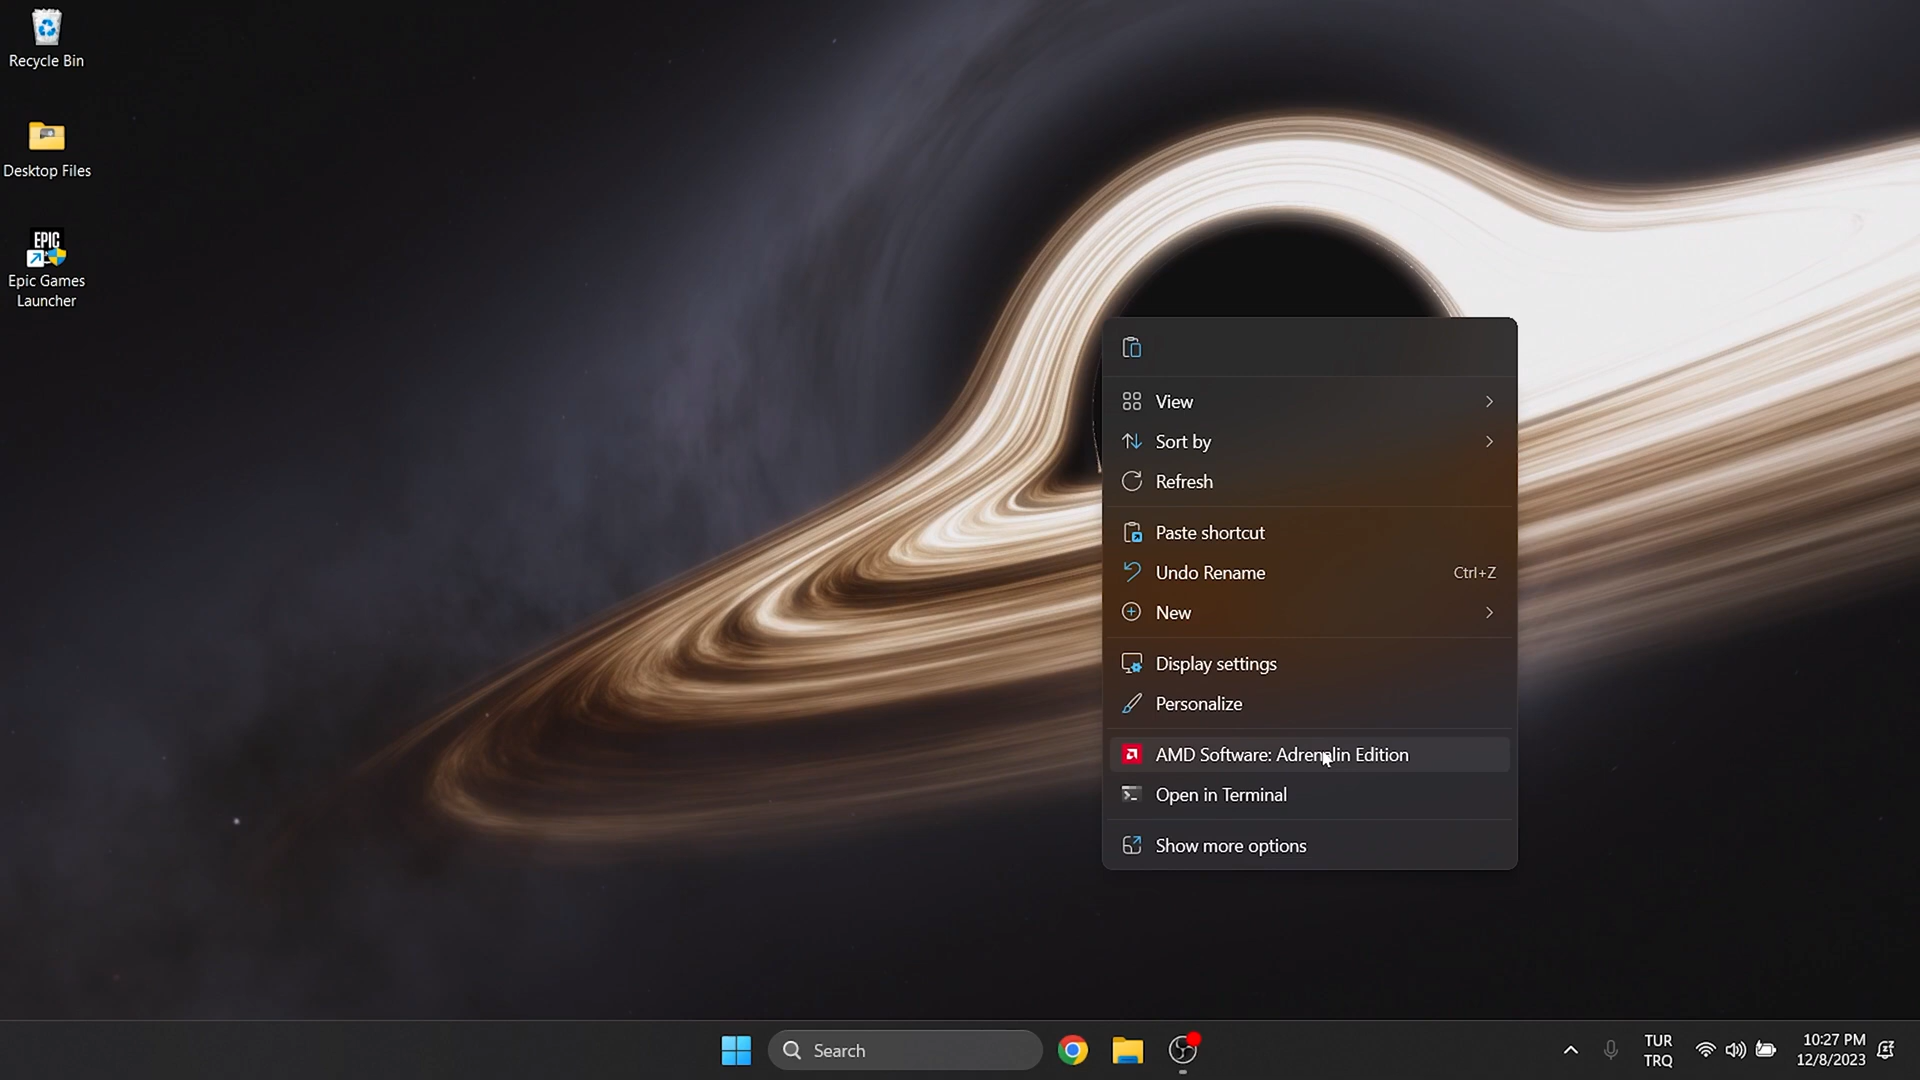 Recycle Bin
Desktop Files
EPIC
Epic Games
Launcher
View
Sort by
Refresh
Paste shortcut
Undo Rename Ctrl+Z
New
Display settings
Personalize
AMD Software: Adrenalin Edition
Open in Terminal
Show more options
Search
TUR
TRQ
10:27 PM
12/8/2023